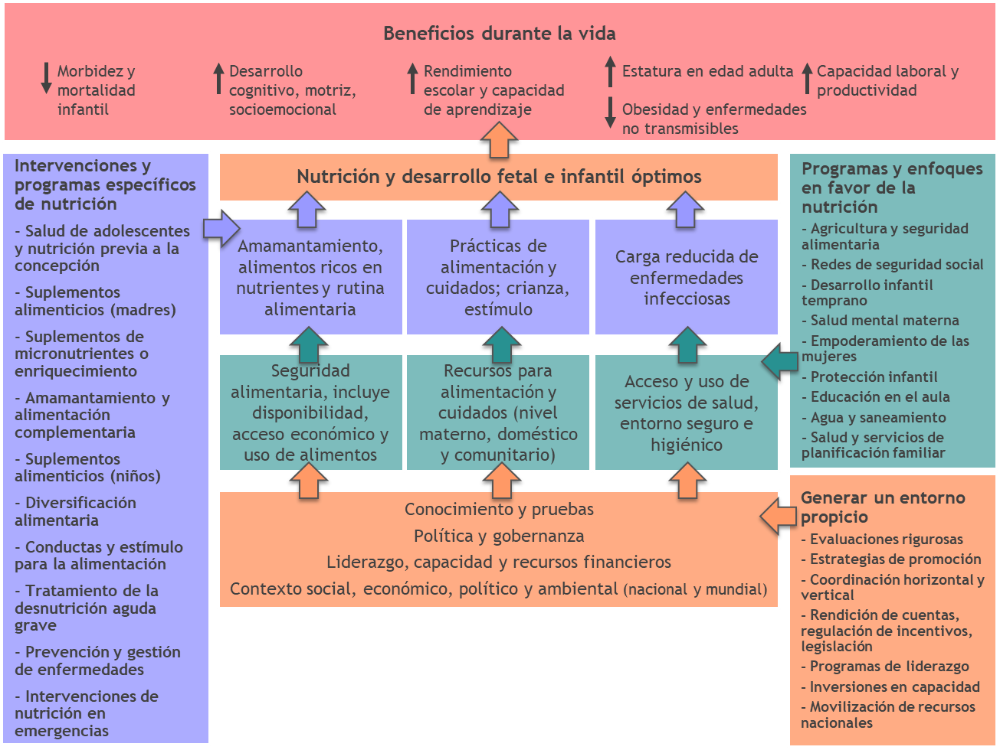 Beneficios durante la vida
Morbidez y
mortalidad
infantil
Desarrollo
cognitivo, motriz,
socioemocional
Rendimiento
escolar y capacidad
de aprendizaje
Estatura en edad adulta
Obesidad y enfermedades
no transmisibles
Capacidad laboral y
productividad
Intervenciones y
programas específicos
de nutrición
- Salud de adolescentes
y nutrición previa a la
concepción
- Suplementos
alimenticios (madres)
- Suplementos de
micronutrientes o
enriquecimiento
- Amamantamiento y
alimentación
complementaria
- Suplementos
alimenticios (niños)
- Diversificación
alimentaria
- Conductas y estímulo
para la alimentación
- Tratamiento de la
desnutrición aguda
grave
- Prevención y gestión
de enfermedades
- Intervenciones de
nutrición en
emergencias
Nutrición y desarrollo fetal e infantil óptimos
Amamantamiento,
alimentos ricos en
nutrientes y rutina
alimentaria
Prácticas de
alimentación y
cuidados; crianza,
estímulo
Carga reducida de
enfermedades
infecciosas
Seguridad
alimentaria, incluye
disponibilidad,
acceso económico y
uso de alimentos
Recursos para
alimentación y
cuidados (nivel
materno, doméstico
y comunitario)
Acceso y uso de
servicios de salud,
entorno seguro e
higiénico
Conocimiento y pruebas
Política y gobernanza
Liderazgo, capacidad y recursos financieros
Contexto social, económico, político y ambiental (nacional y mundial)
Programas y enfoques
en favor de la
nutrición
- Agricultura y seguridad
alimentaria
- Redes de seguridad social
- Desarrollo infantil
temprano
- Salud mental materna
- Empoderamiento de las
mujeres
- Protección infantil
- Educación en el aula
- Agua y saneamiento
- Salud y servicios de
planificación familiar
Generar un entorno
propicio
- Evaluaciones rigurosas
- Estrategias de promoción
- Coordinación horizontal y
vertical
- Rendición de cuentas,
regulación de incentivos,
legislación
- Programas de liderazgo
- Inversiones en capacidad
- Movilización de recursos
nacionales